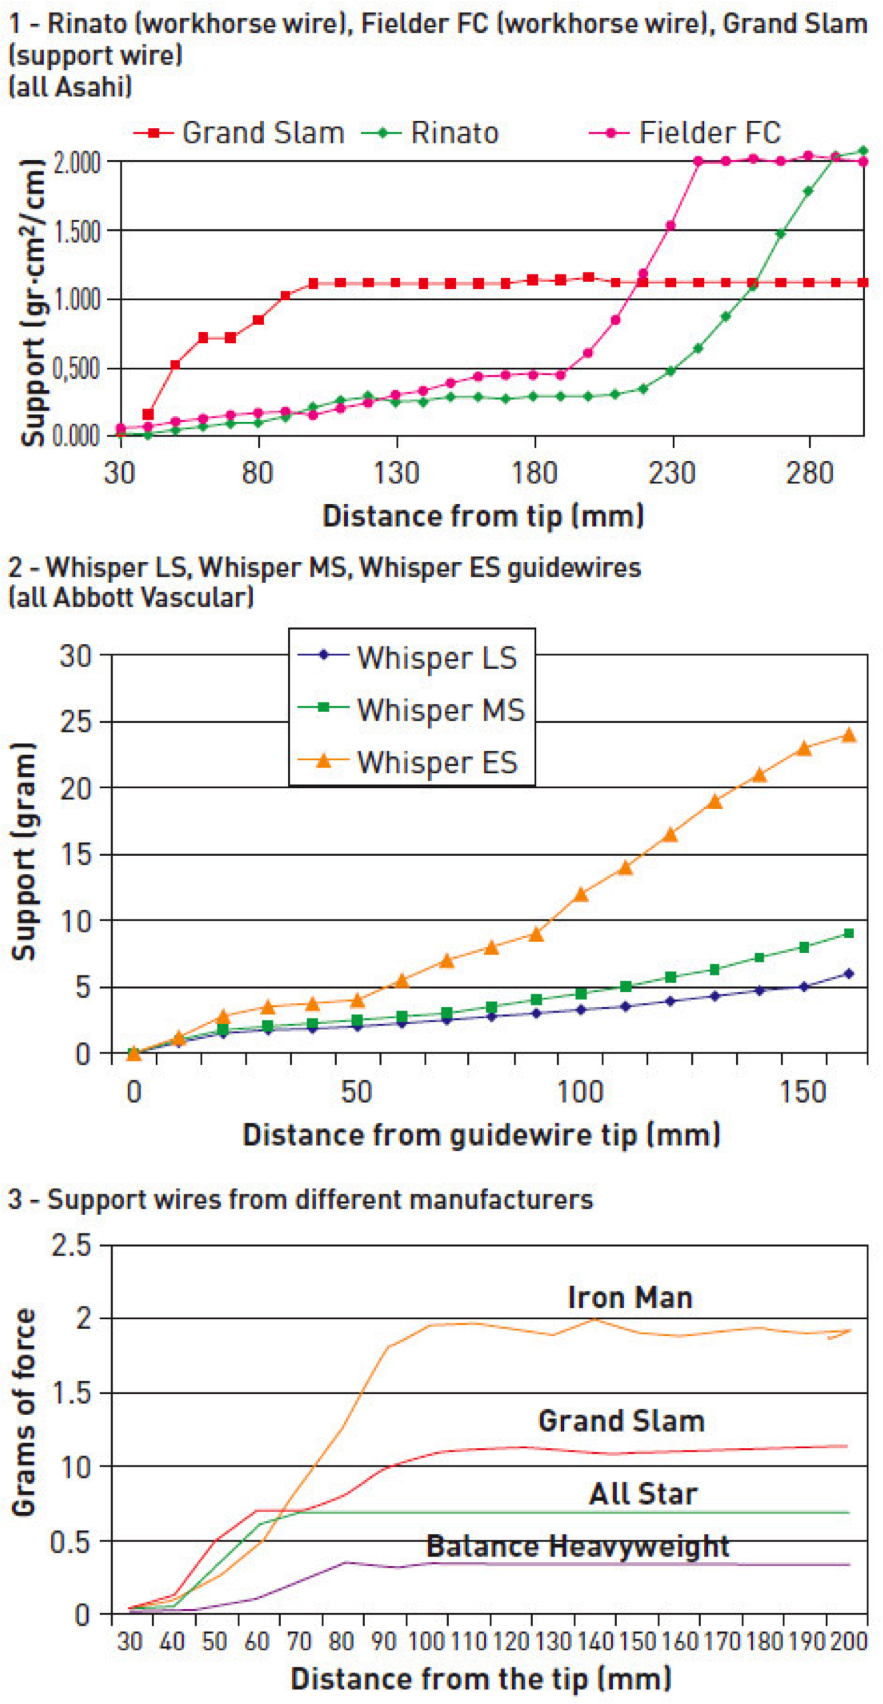 1 - Rinato (workhorse wire), Fielder FC (workhorse wire), Grand Slam
(support wire)
(all Asahi)
Grand Slam Rinato Fielder FC
Support (gr·cm²/cm)
2.000
1.500
1.000
0,500
0.000
30 80 130 180 230 280
Distance from tip (mm)
2 - Whisper LS, Whisper MS, Whisper ES guidewires
(all Abbott Vascular)
Whisper LS
Whisper MS
Whisper ES
Support (gram)
30
25
20
15
10
5
0
0 50 100 150
Distance from guidewire tip (mm)
3 - Support wires from different manufacturers
Grams of force
2.5
2
1.5
10
0.5
0
Iron Man
Grand Slam
All Star
Balance Heavyweight
30 40 50 60 70 80 90 100 110 120 130 140 150 160 170 180 190 200
Distance from the tip (mm)